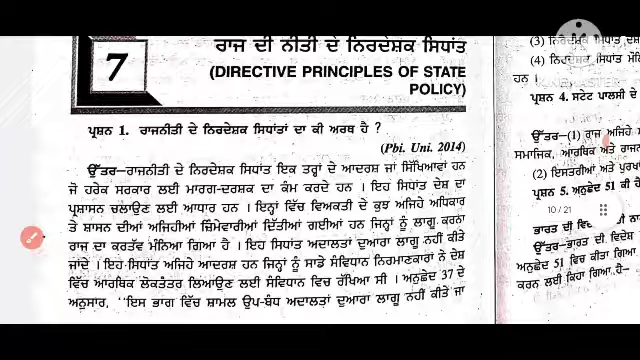 7
ਰਾਜ ਦੀ ਨੀਤੀ ਦੇ ਨਿਰਦੇਸ਼ਕ ਸਿਧਾਂਤ
(DIRECTIVE PRINCIPLES OF STATE
POLICY)
ਪ੍ਰਸ਼ਨ 1. ਰਾਜਨੀਤੀ ਦੇ ਨਿਰਦੇਸ਼ਕ ਸਿਧਾਂਤਾਂ ਦਾ ਕੀ ਅਰਥ ਹੈ ?
(Pbi. Uni. 2014)
ਉੱਤਰ-ਰਾਜਨੀਤੀ ਦੇ ਨਿਰਦੇਸ਼ਕ ਸਿਧਾਂਤ ਇਕ ਤਰ੍ਹਾਂ ਦੇ ਆਦਰਸ਼ ਜਾਂ ਸਿੱਖਿਆਵਾਂ ਹਨ
ਜੋ ਹਰੇਕ ਸਰਕਾਰ ਲਈ ਮਾਰਗ-ਦਰਸ਼ਕ ਦਾ ਕੰਮ ਕਰਦੇ ਹਨ । ਇਹ ਸਿਧਾਂਤ ਦੇਸ਼ ਦਾ
ਪ੍ਰਸ਼ਾਸਨ ਚਲਾਉਣ ਲਈ ਆਧਾਰ ਹਨ । ਇਨ੍ਹਾਂ ਵਿੱਚ ਵਿਅਕਤੀ ਦੇ ਕੁਝ ਅਜਿਹੇ ਅਧਿਕਾਰ
ਤੇ ਸ਼ਾਸਨ ਦੀਆਂ ਅਜਿਹੀਆਂ ਜ਼ਿੰਮੇਵਾਰੀਆਂ ਦਿੱਤੀਆਂ ਗਈਆਂ ਹਨ ਜਿਨ੍ਹਾਂ ਨੂੰ ਲਾਗੂ ਕਰਨਾ
ਰਾਜ ਦਾ ਕਰਤੱਵ ਮੰਨਿਆ ਗਿਆ ਹੈ । ਇਹ ਸਿਧਾਂਤ ਅਦਾਲਤਾਂ ਦੁਆਰਾ ਲਾਗੂ ਨਹੀਂ ਕੀਤੇ
ਜਾਂਦੇ । ਇਹ ਸਿਧਾਂਤ ਅਜਿਹੇ ਆਦਰਸ਼ ਹਨ ਜਿਨ੍ਹਾਂ ਨੂੰ ਸਾਡੇ ਸੰਵਿਧਾਨ ਨਿਰਮਾਣਕਾਰਾਂ ਨੇ ਦੇਸ਼
ਵਿੱਚ ਆਰਥਿਕ ਲੋਕਤੰਤਰ ਲਿਆਉਣ ਲਈ ਸੰਵਿਧਾਨ ਵਿਚ ਰੱਖਿਆ ਸੀ । ਅਨੁਛੇਦ 37 ਦੇ
ਅਨੁਸਾਰ, "ਇਸ ਭਾਗ ਵਿੱਚ ਸ਼ਾਮਲ ਉਪ-ਬੰਧ ਅਦਾਲਤਾਂ ਦੁਆਰਾ ਲਾਗੂ ਨਹੀਂ ਕੀਤੇ ਜਾ
(3) ਨਿਰਦੇਸ਼ਕ ਸਿਧਾਂਤ
(4) ਨਿਰਦੇਸ਼ਕ ਸਿਧਾਂਤ
ਹਨ ।
ਪ੍ਰਸ਼ਨ 4. ਸਟੇਟ ਪਾਲਸੀ ਦੇ
ਉੱਤਰ-(1) ਰਾਜ ਅਜਿਹੇ
ਸਮਾਜਿਕ, ਆਰਥਿਕ ਅਤੇ
(2) ਇਸਤਰੀਆਂ ਅਤੇ
ਪ੍ਰਸ਼ਨ 5. ਅਨੁਛੇਦ 51 ਕੀ ਹੈ
10 / 21
ਭਾਰਤ ਦੀ
ਉੱਤਰ-ਭਾਰਤ ਦੀ ਵਿਦੇਸ਼
ਅਨੁਛੇਦ 51 ਵਿਚ ਕੀਤਾ ਗਿਆ
ਕਰਨ ਲਈ ਕਿਹਾ ਗਿਆ ਹੈ-